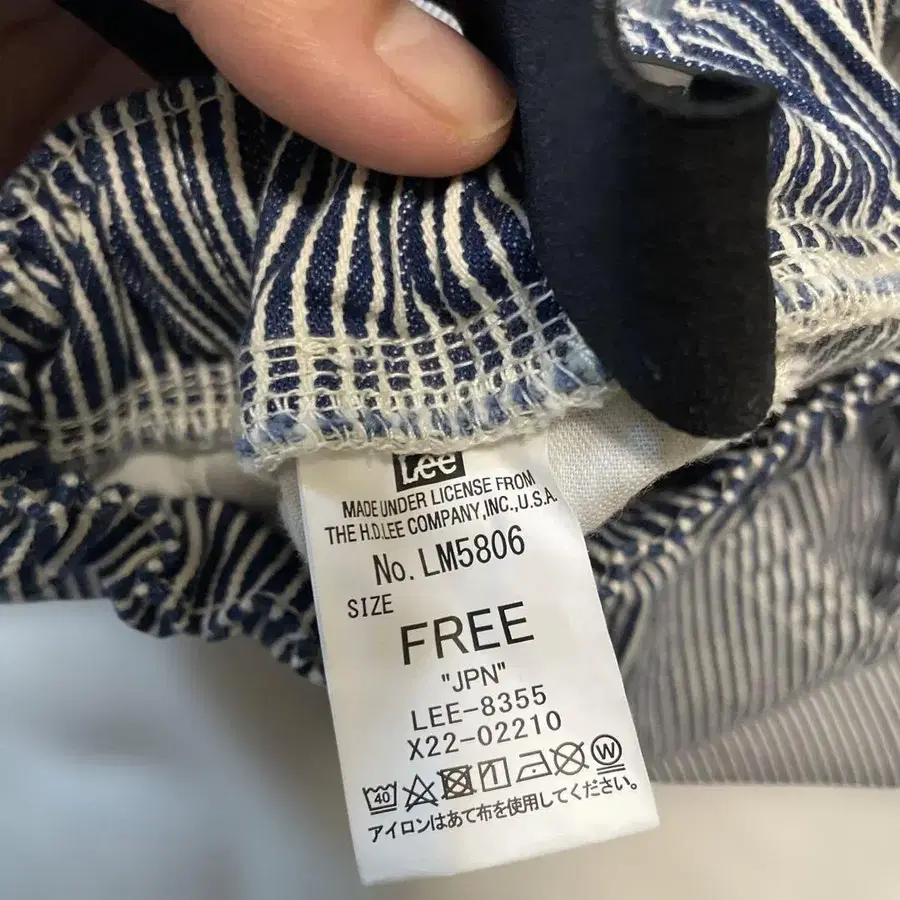 Lee
MADE UNDER LICENSE FROM
THE H.D.LEE COMPANY,INC.,U.S.A.
No. LM5806
SIZE
FREE
"JPN"
LEE-8355
X22-02210
40 W
アイロンはあて布を使用してください。